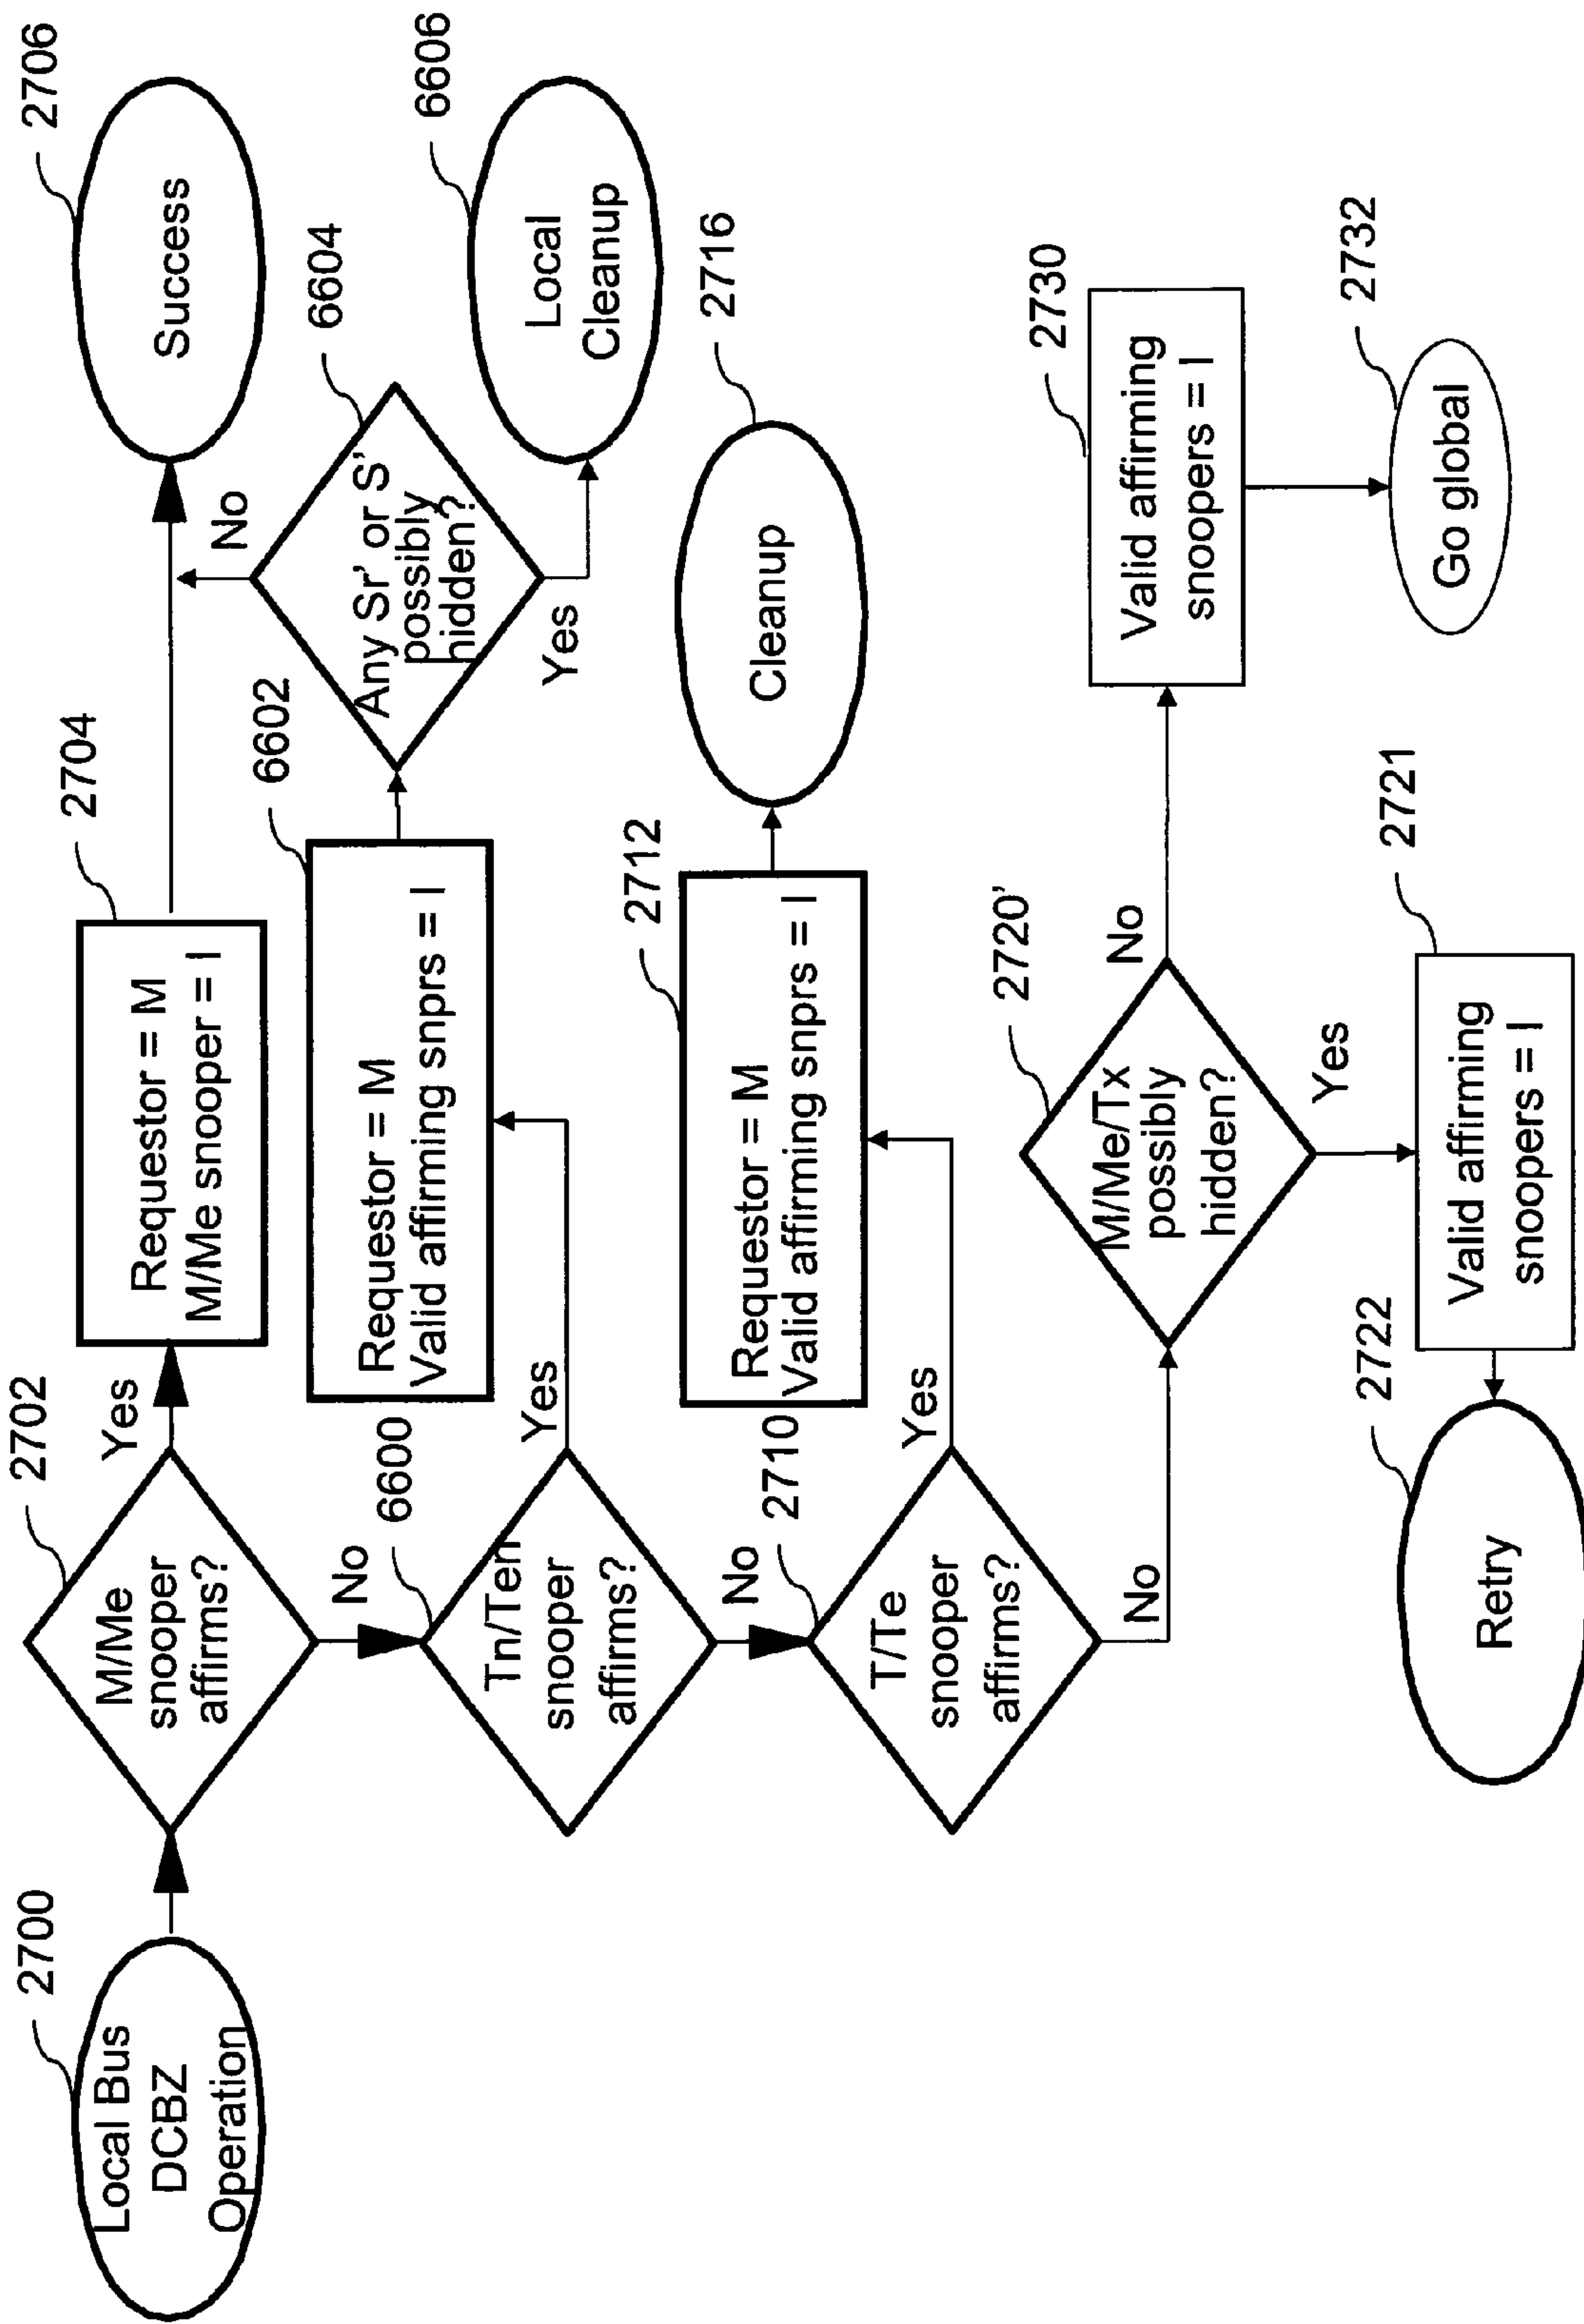 2700
Local Bus
DCBZ
Operation
2702
M/Me
snooper
affirms?
Yes
No
2704
Requestor = M
M/Me snooper = I
2706
Success
6600
Tn/Ten
snooper
affirms?
Yes
No
6602
Requestor = M
Valid affirming snprs = I
6604
Any Sr' or S'
possibly
hidden?
No
Yes
6606
Local
Cleanup
2710
T/Te
snooper
affirms?
Yes
No
2712
Requestor = M
Valid affirming snprs = I
2716
Cleanup
2720'
M/Me/Tx
possibly
hidden?
No
Yes
2730
Valid affirming
snoopers = I
2732
Go global
2721
Valid affirming
snoopers = I
2722
Retry